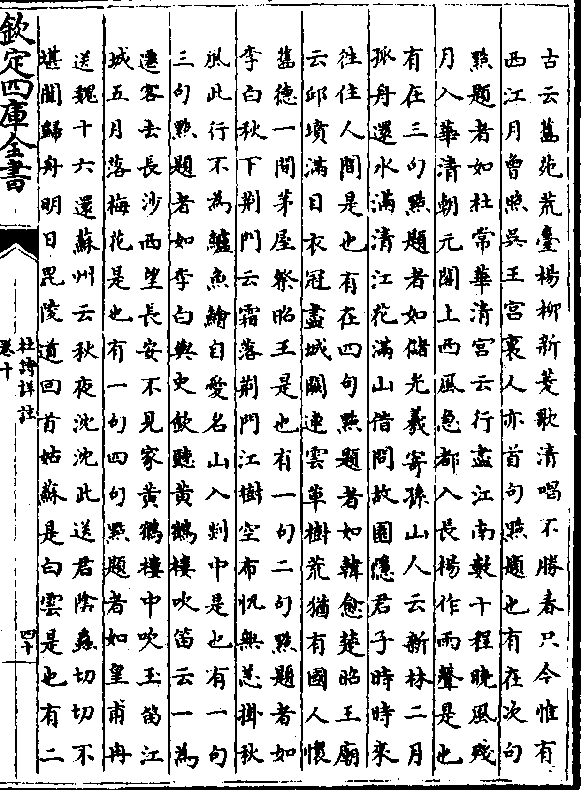 古云舊苑荒臺楊柳新菱歌清唱不勝春只今惟有
西江月曾照吳王宮裏人亦首句點題也有在次句
點題者如杜常華清宮云行盡江南數十程曉風殘
月入華清朝元閣上西風急都入長楊作雨聲是也
有在三句點題者如儲光羲寄孫山人云新林二月
孤舟還水滿清江花滿山借問故園隱君子時時來
往住人間是也有在四句點題者如韓愈楚昭王廟
云邱墳滿目衣冠盡城闕連雲草樹荒猶有國人懷
舊德一間茅屋祭昭王是也有一句二句點題者如
李白秋下荆門云霜落荆門江樹空布帆無恙掛秋
風此行不為鱸魚鱠自愛名山入剡中是也有一句
三句點題者如李白與史欽聽黃鶴樓吹笛云一為
遷客去長沙西望長安不見家黃鶴樓中吹玉笛江
城五月落梅花是也有一句四句點題者如皇甫冉
送魏十六還蘇州云秋夜沈沈此送君陰蟲切切不
堪聞歸舟明日毘陵道回首姑蘇是白雲是也有二
欽定四庫全書
杜詩詳註
卷十
四十